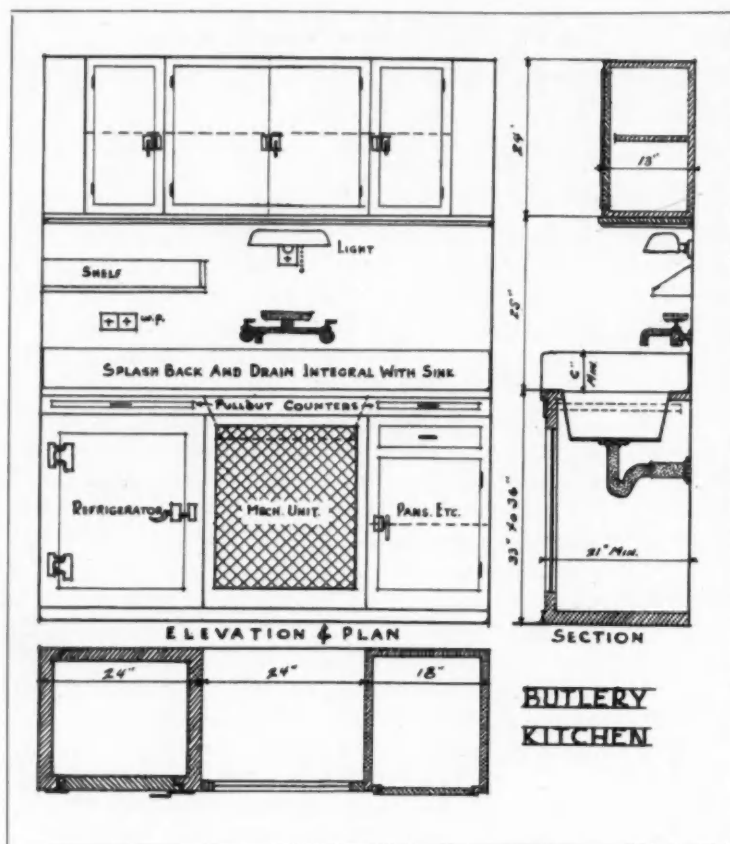 24"
13"
LIGHT
SHELF
W.P.
25"
SPLASH BACK AND DRAIN INTEGRAL WITH SINK
6" MIN.
PULLOUT COUNTERS
REFRIGERATOR
MECH. UNIT.
PANS. ETC.
33" to 36"
21" MIN.
ELEVATION & PLAN
SECTION
24"
24"
18"
BUTLERY
KITCHEN